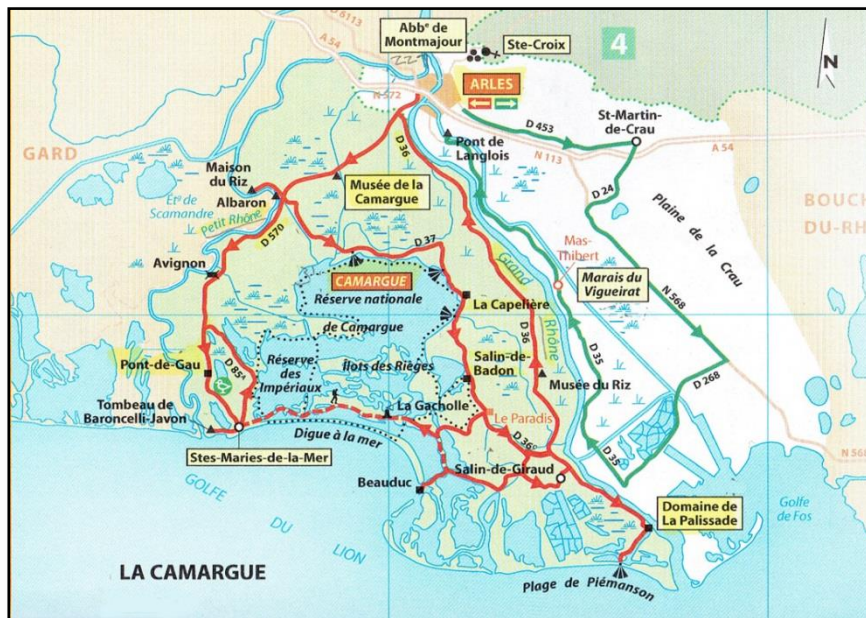 D 6113
A 54
Abbᵉ de
Montmajour
Ste-Croix
4
N
N 572
ARLES
D 453
St-Martin-
de-Crau
A 54
GARD
Maison
du Riz
Albaron
Eᵗᵍ de
Scamandre
Petit Rhône
D 570
Musée de la
Camargue
D 36
Pont de
Langlois
N 113
D 24
Plaine de la Crau
BOUCH
DU-RH
Avignon
D 37
CAMARGUE
Réserve nationale
de Camargue
La Capelière
Grand
Rhône
Mas-
Thibert
Marais du
Vigueirat
N 568
D 36
D 35
D 268
Pont-de-Gau
D 85ᴬ
Réserve
des
Impériaux
Îlots des Rièges
Salin-de-
Badon
Musée du Riz
Tombeau de
Baroncelli-Javon
La Gacholle
Le Paradis
Digue à la mer
Stes-Maries-de-la-Mer
D 36ᶜ
D 35
N 568
Beauduc
Salin-de-Giraud
GOLFE
DU
LION
Domaine de
La Palissade
Golfe
de Fos
LA CAMARGUE
Plage de Piémanson